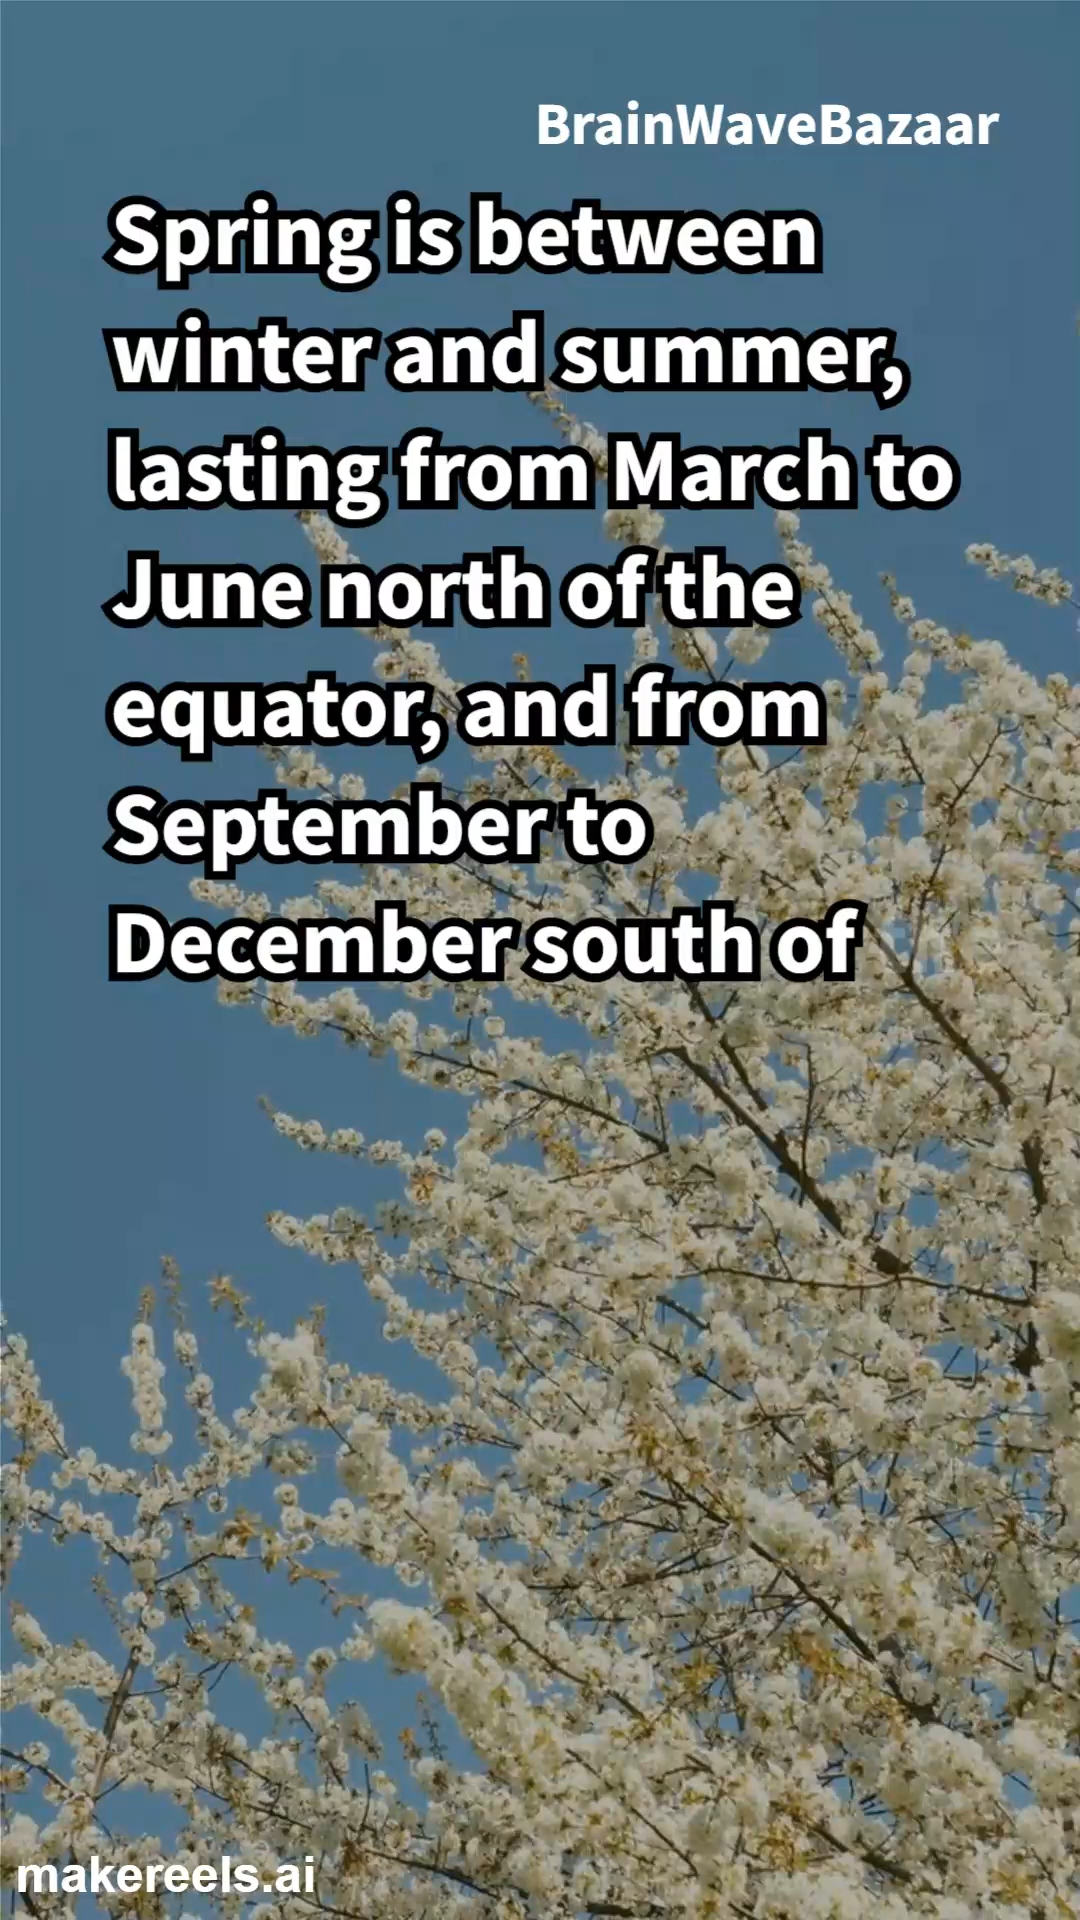 BrainWaveBazaar
Spring is between
winter and summer,
lasting from March to
June north of the
equator, and from
September to
December south of
makereels.ai